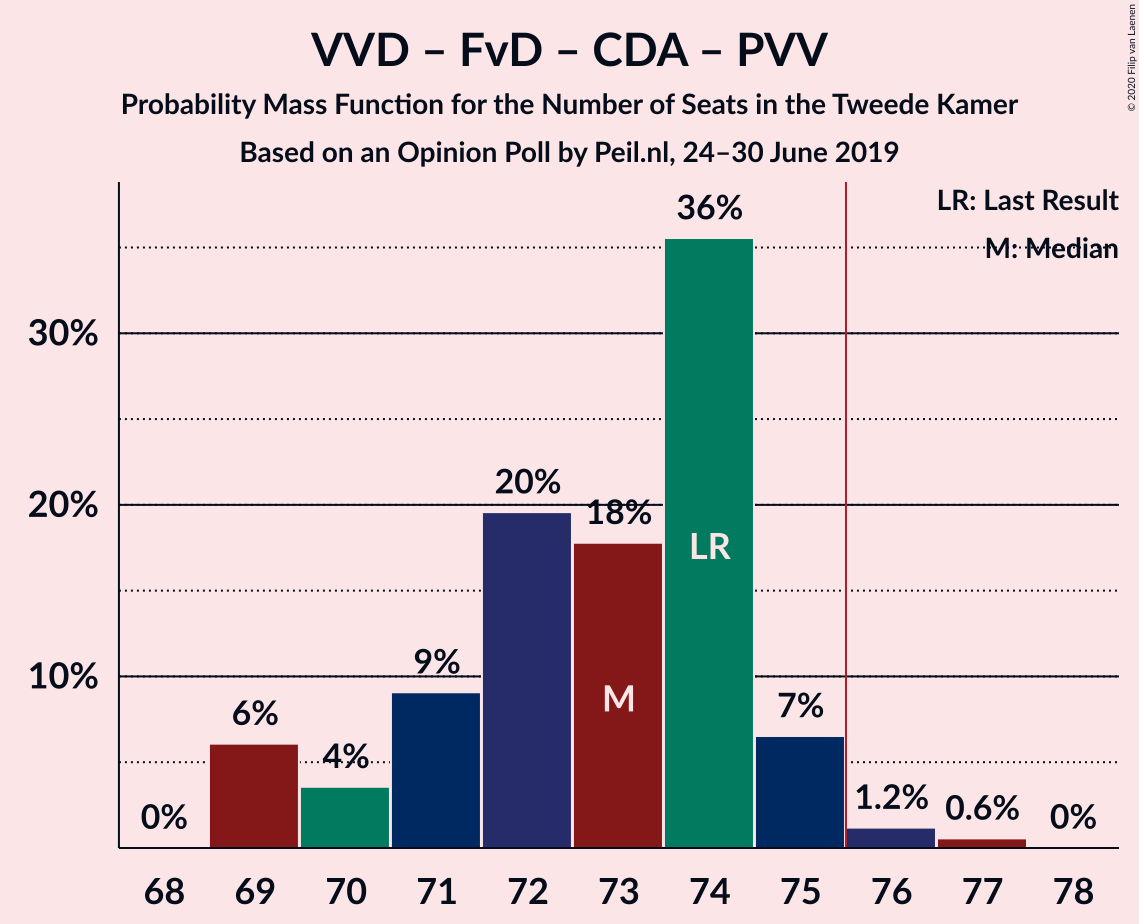 VVD – FvD – CDA – PVV
Probability Mass Function for the Number of Seats in the Tweede Kamer
Based on an Opinion Poll by Peil.nl, 24–30 June 2019
© 2020 Filip van Laenen
LR: Last Result
M: Median
30%
20%
10%
0%
6%
4%
9%
20%
18%
36%
7%
1.2%
0.6%
0%
M
LR
68 69 70 71 72 73 74 75 76 77 78